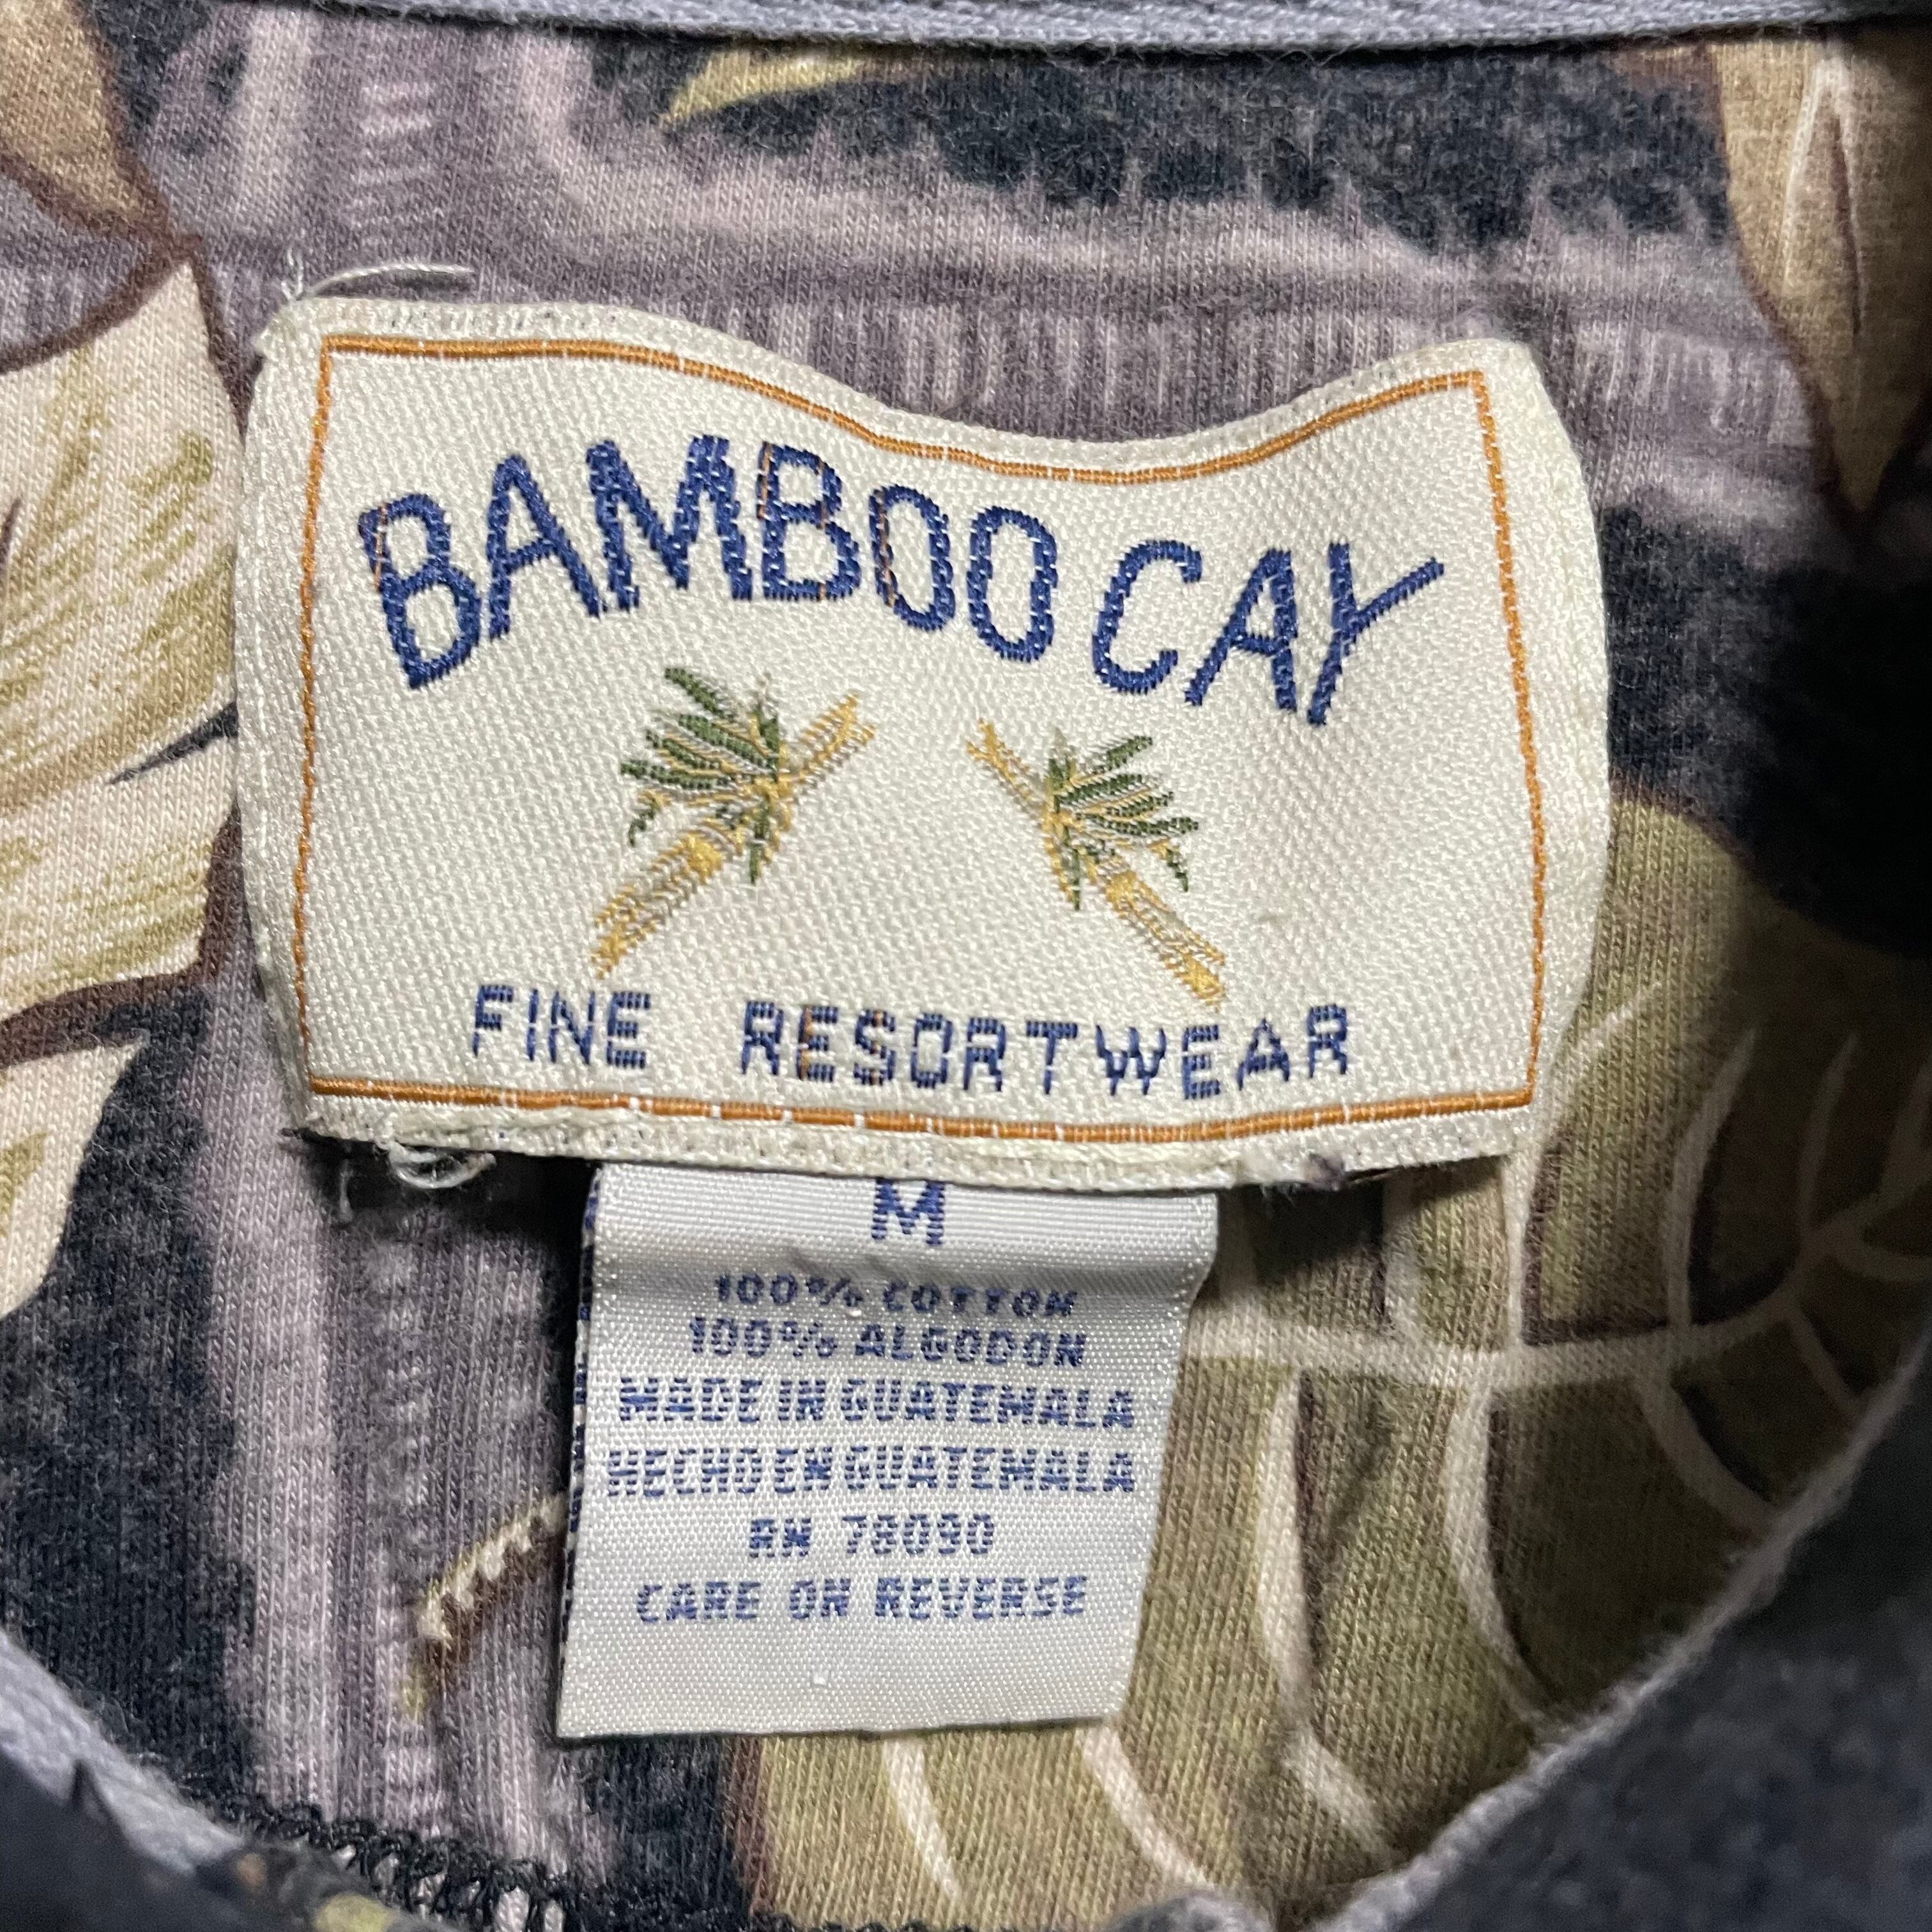 BAMBOO CAY
FINE RESORTWEAR
M
100% COTTON
100% ALGODON
MADE IN GUATEMALA
HECHO EN GUATEMALA
RN 78090
CARE ON REVERSE